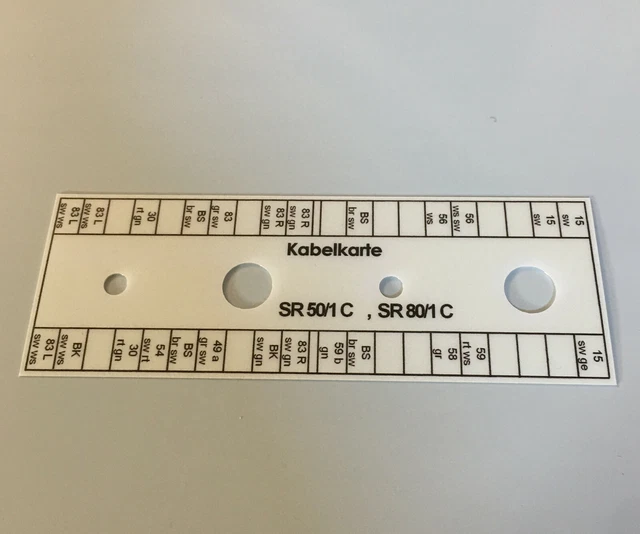 83 L
sw ws
83 L
sw ws
30
rt gn
BS
br sw
83
gr sw
83 R
sw gn
83 R
sw gn
BS
br sw
56
ws
56
ws sw
15
sw
15
sw
Kabelkarte
SR 50/1 C , SR 80/1 C
83 L
sw ws
BK
sw ws
30
rt gn
54
sw rt
BS
br sw
49 a
gr sw
BK
sw gn
83 R
sw gn
59 b
gn
BS
br sw
58
gr
59
rt ws
15
sw ge